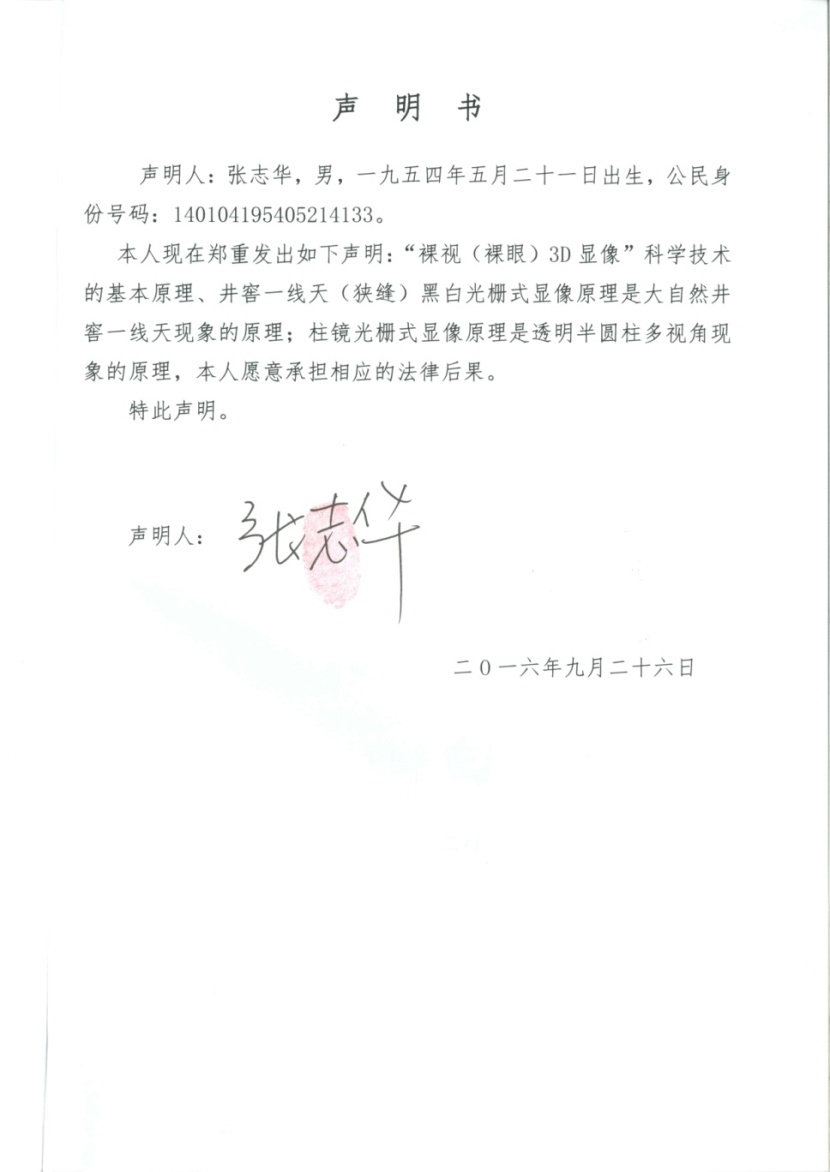 声 明 书
声明人：张志华，男，一九五四年五月二十一日出生，公民身
份号码：140104195405214133。
本人现在郑重发出如下声明：“裸视（裸眼）3D 显像”科学技术
的基本原理、井窖一线天（狭缝）黑白光栅式显像原理是大自然井
窖一线天现象的原理；柱镜光栅式显像原理是透明半圆柱多视角现
象的原理，本人愿意承担相应的法律后果。
特此声明。
声明人： 张志华
二0一六年九月二十六日